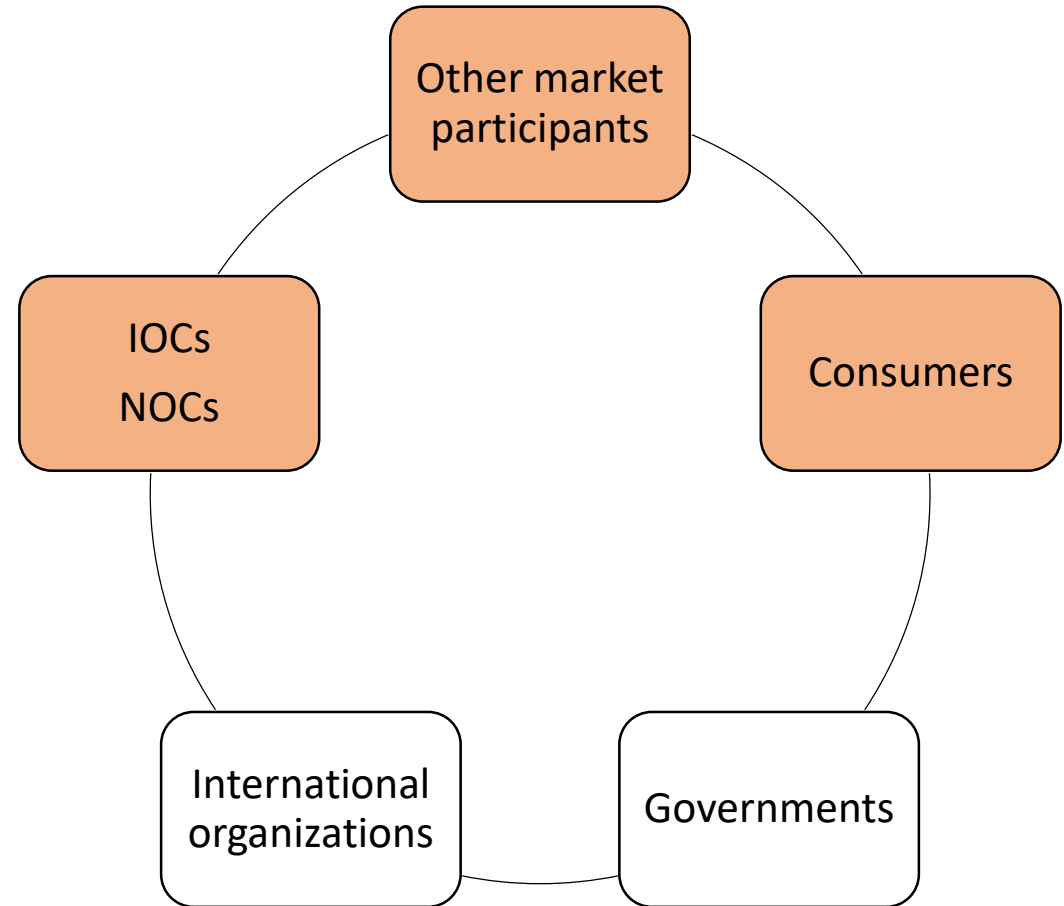 Other market
participants
IOCs
NOCs
Consumers
International
organizations
Governments